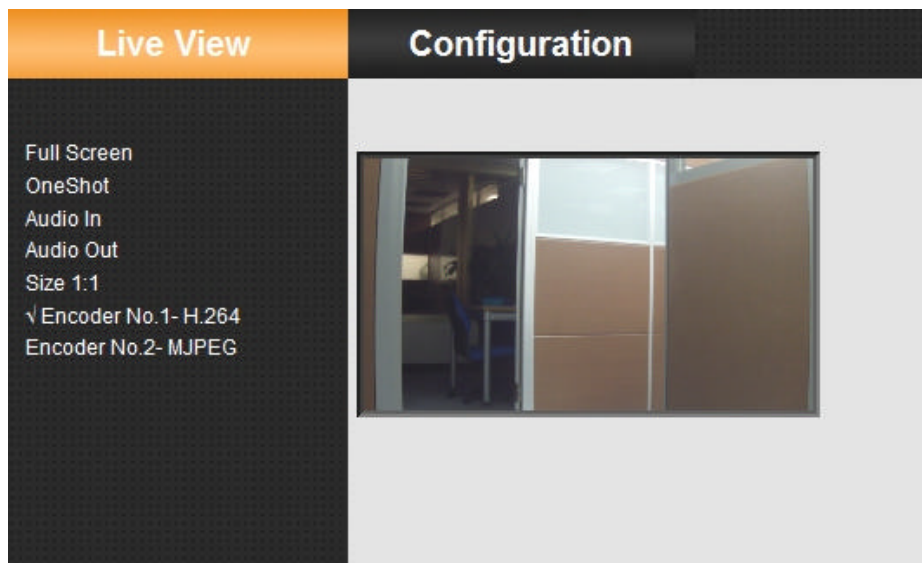 Live View
Configuration
Full Screen
OneShot
Audio In
Audio Out
Size 1:1
√ Encoder No.1- H.264
Encoder No.2- MJPEG